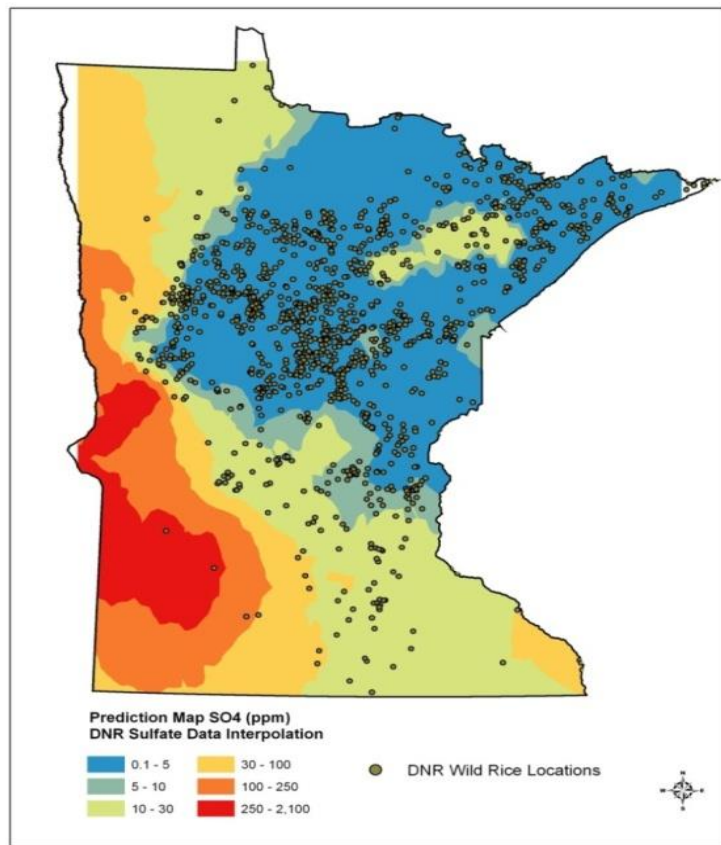 Prediction Map SO4 (ppm)
DNR Sulfate Data Interpolation
0.1 - 5
5 - 10
10 - 30
30 - 100
100 - 250
250 - 2,100
DNR Wild Rice Locations
N
W E
S